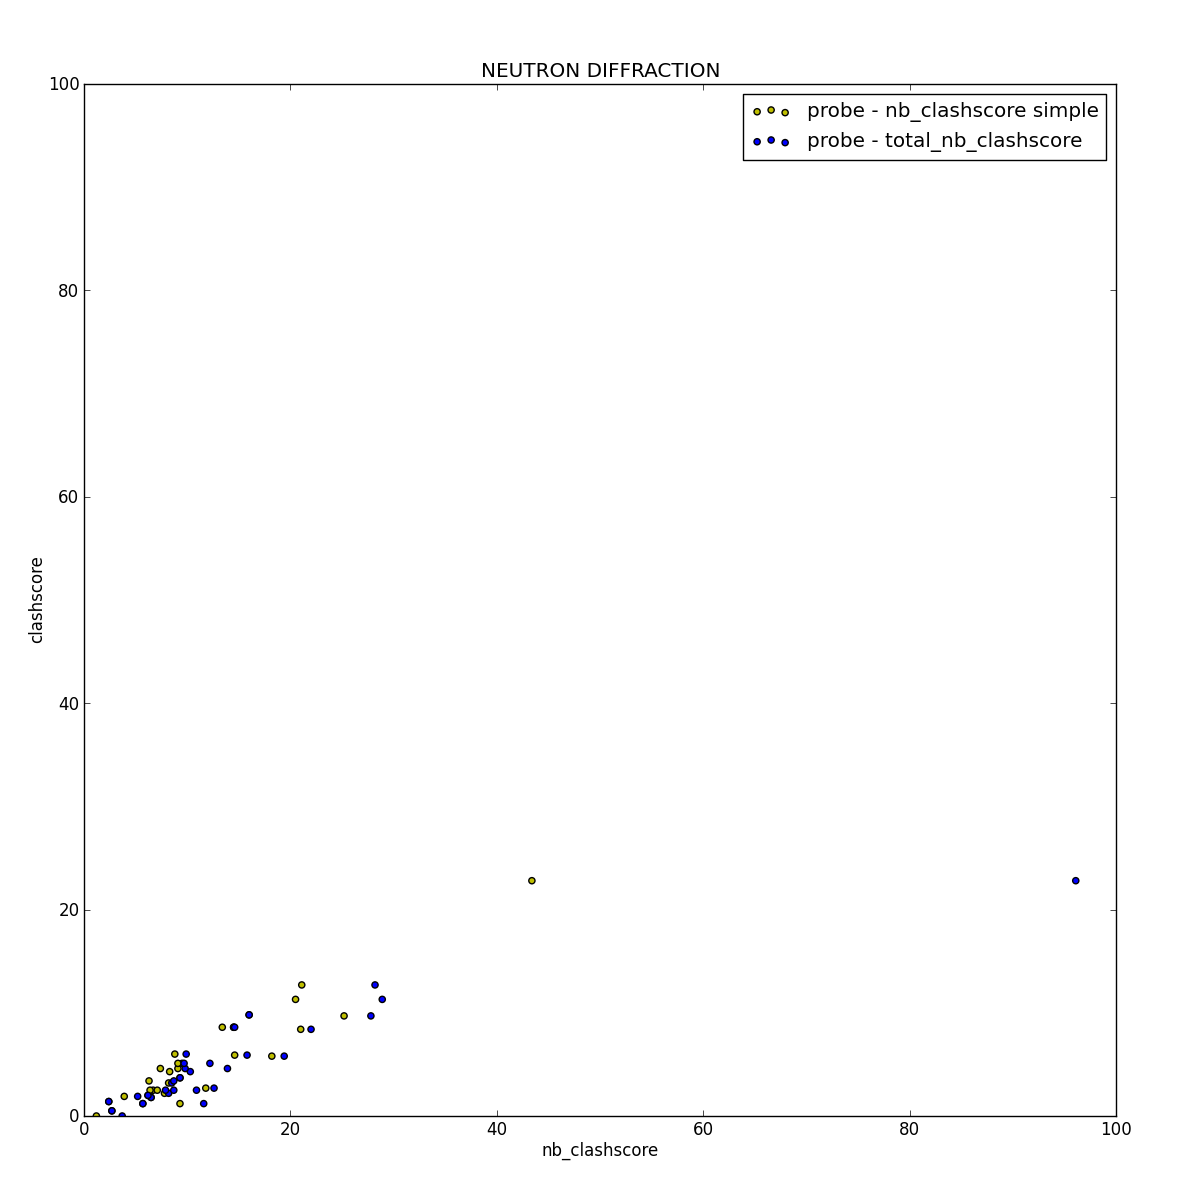 NEUTRON DIFFRACTION
100
probe - nb_clashscore simple
probe - total_nb_clashscore
80
60
clashscore
40
20
0
0 20 40 60 80 100
nb_clashscore